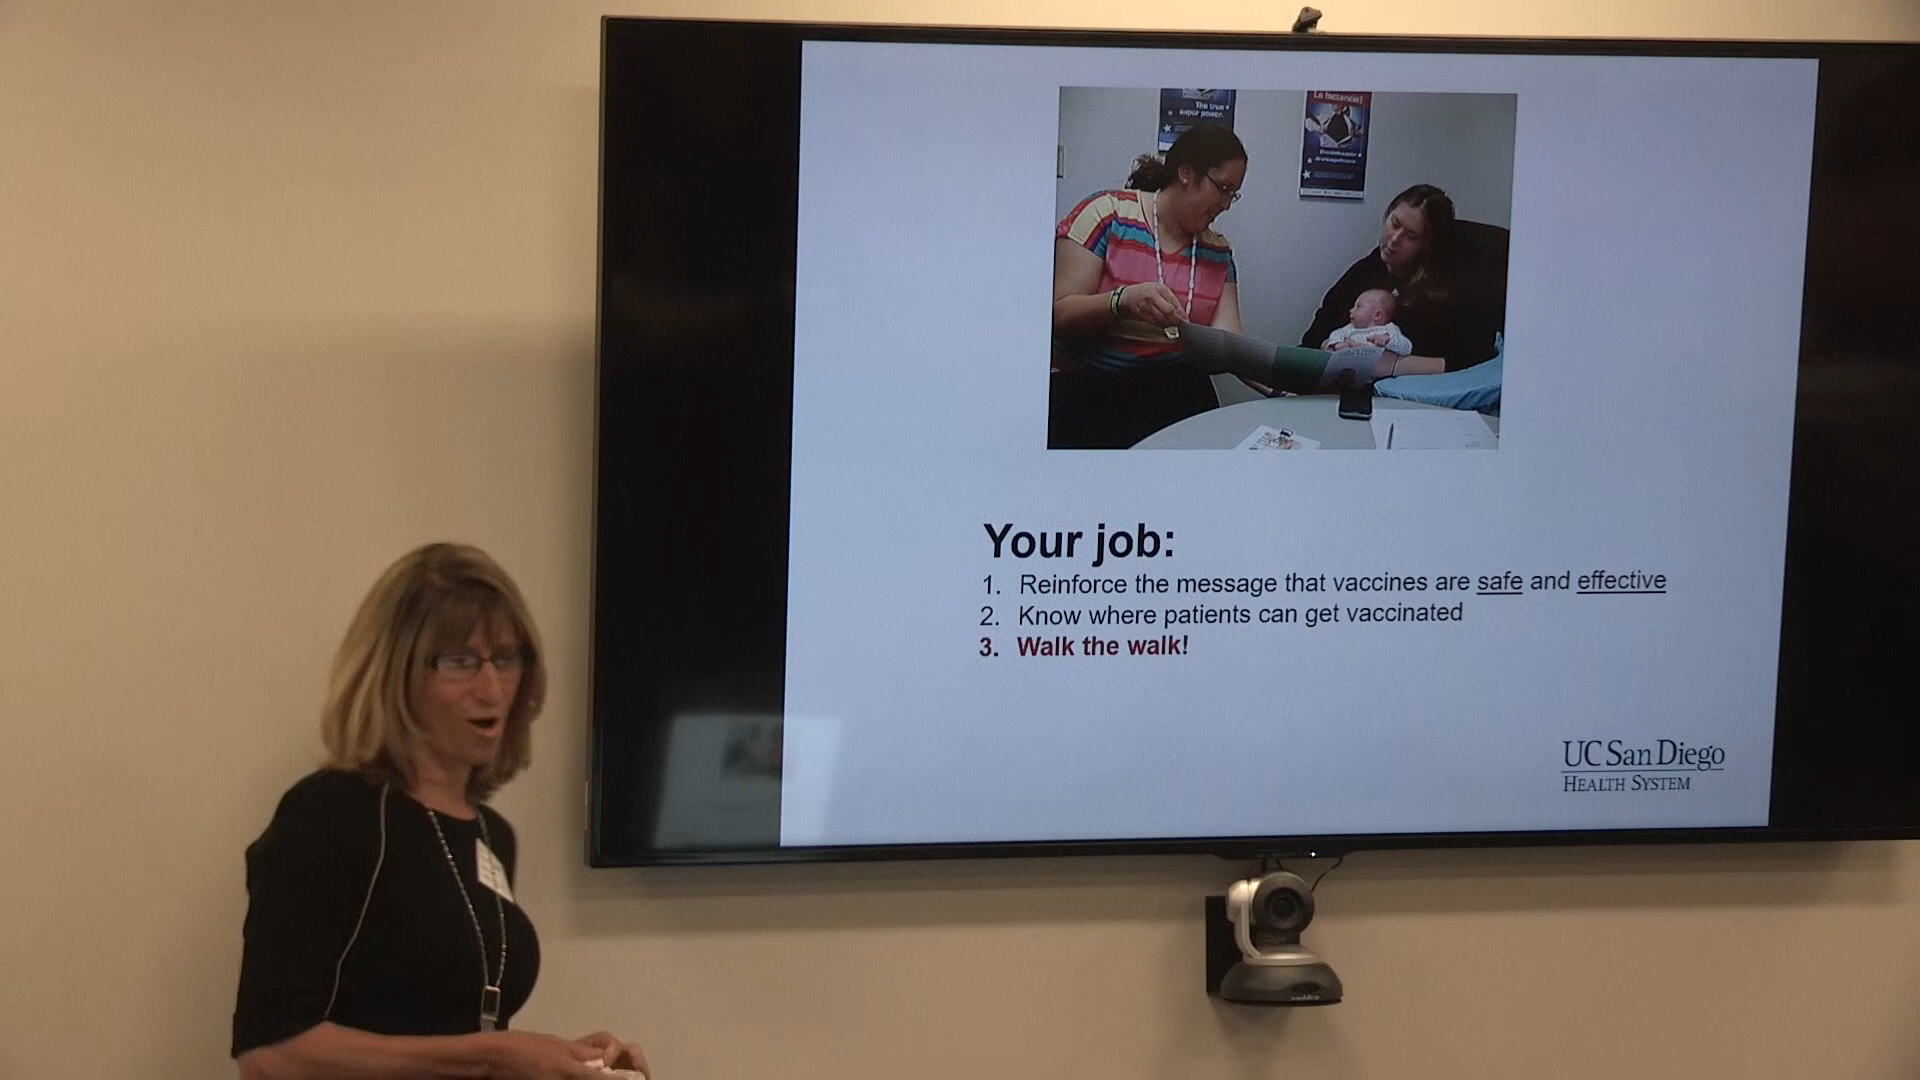 The true
super power.
La lactancia)
Your job:
1. Reinforce the message that vaccines are safe and effective
2. Know where patients can get vaccinated
3. Walk the walk!
UC San Diego
HEALTH SYSTEM